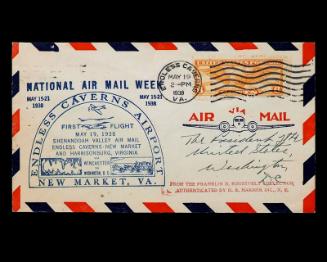 ENDLESS CAVERNS
MAY 19
2-PM
1938
VA.
NATIONAL AIR MAIL WEEK
MAY 15-21
1938
MAY 15-21
1938
ENDLESS CAVERNS AIRPORT
FIRST FLIGHT
MAY 19, 1938
SHENANDOAH VALLEY AIR MAIL
ENDLESS CAVERNS-NEW MARKET
AND HARRISONBURG, VIRGINIA
VIA
WINCHESTER
WASHINGTON, D. C.
NEW MARKET, VA.
AIR MAIL
The President of the
United States,
Washington,
D.C.
FROM THE FRANKLIN D. ROOSEVELT COLLECTION
AUTHENTICATED BY H. R. HARMER INC., N. Y.